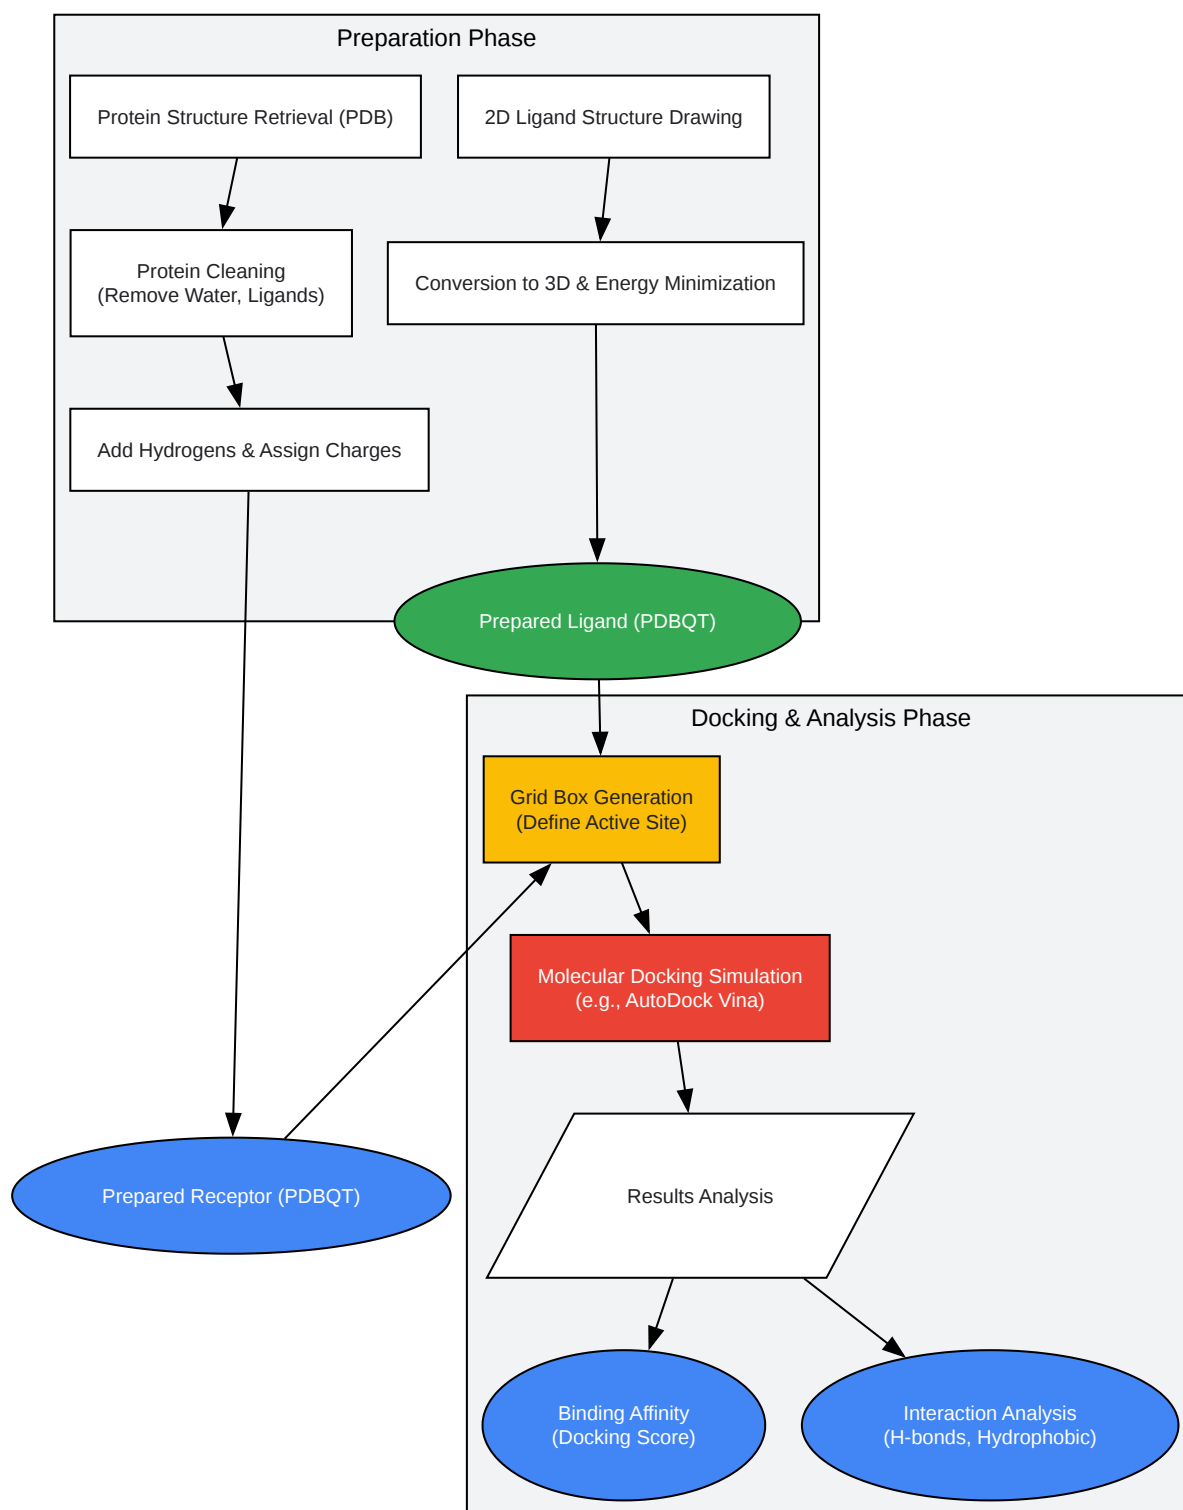 Preparation Phase
Protein Structure Retrieval (PDB)
2D Ligand Structure Drawing
Protein Cleaning
(Remove Water, Ligands)
Conversion to 3D & Energy Minimization
Add Hydrogens & Assign Charges
Prepared Ligand (PDBQT)
Docking & Analysis Phase
Grid Box Generation
(Define Active Site)
Molecular Docking Simulation
(e.g., AutoDock Vina)
Prepared Receptor (PDBQT)
Results Analysis
Binding Affinity
(Docking Score)
Interaction Analysis
(H-bonds, Hydrophobic)